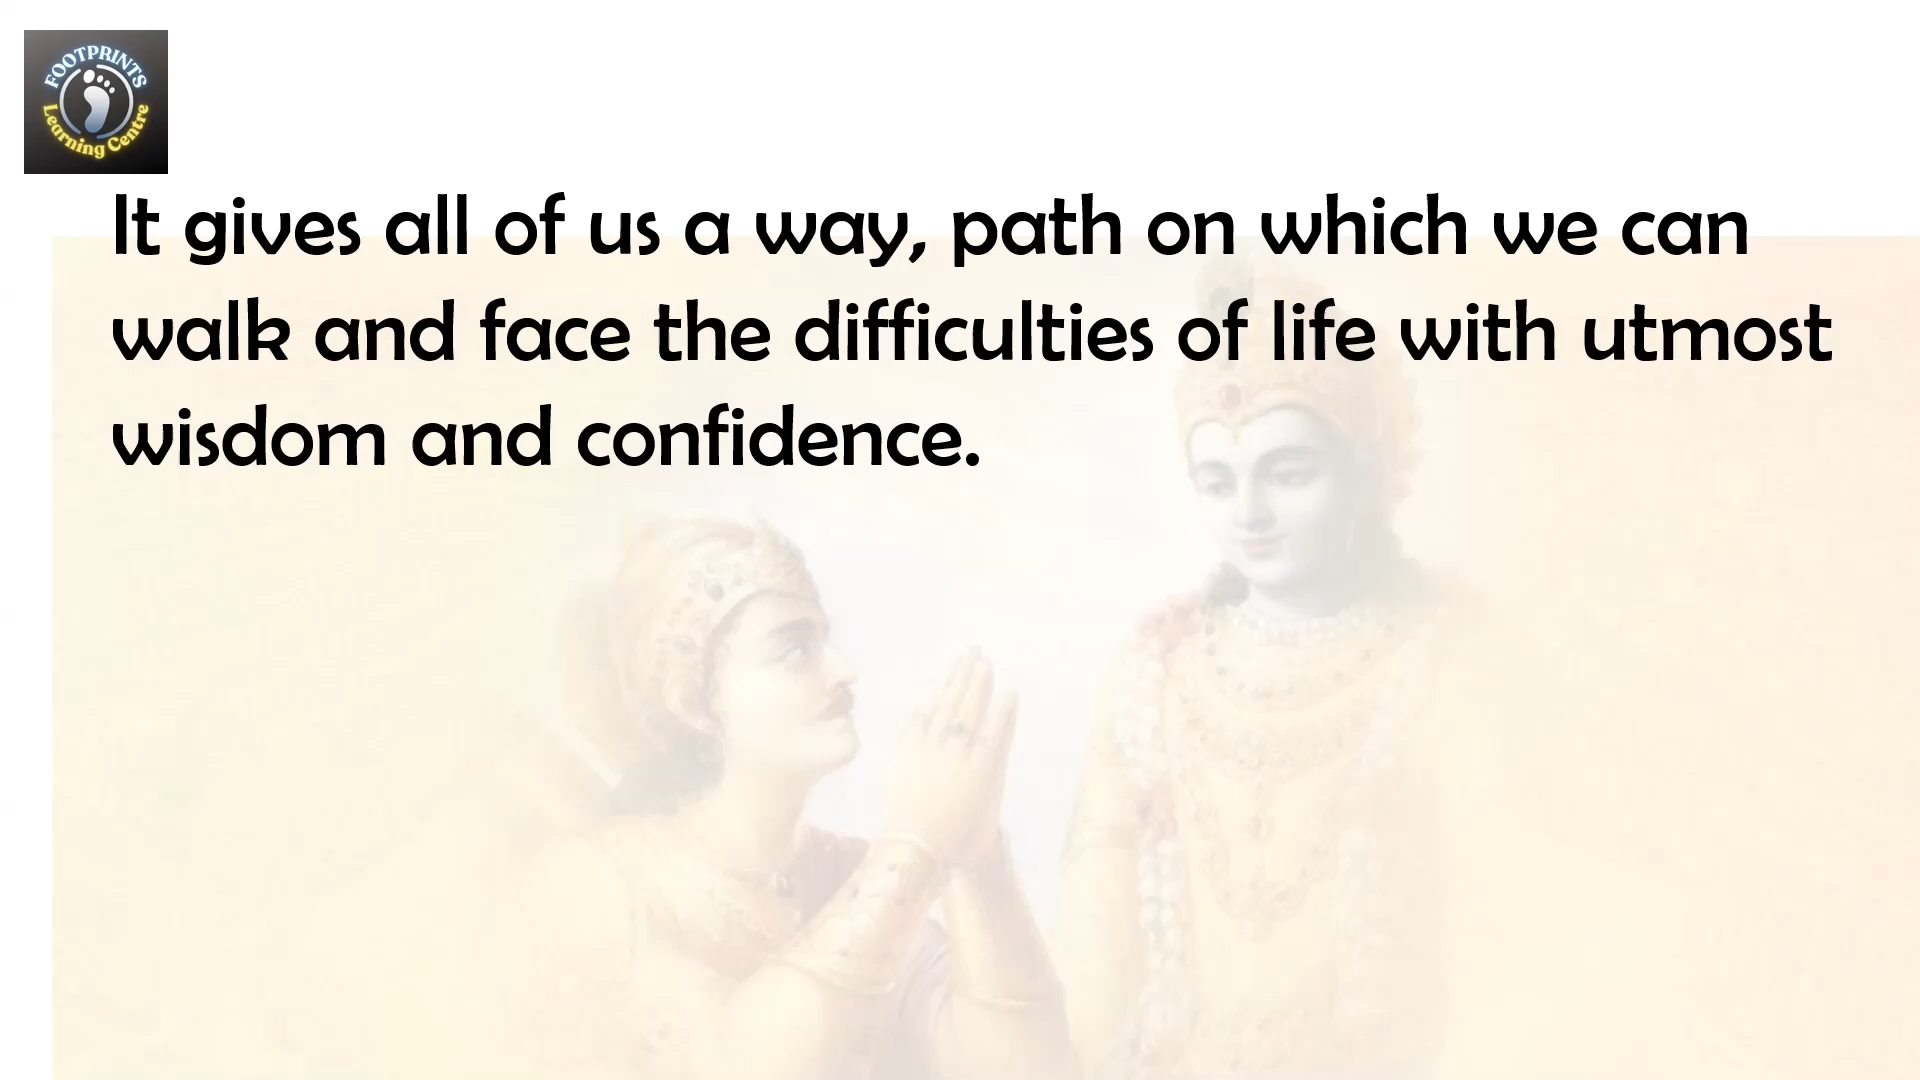 FOOTPRINTS
Learning Centre
It gives all of us a way, path on which we can
walk and face the difficulties of life with utmost
wisdom and confidence.